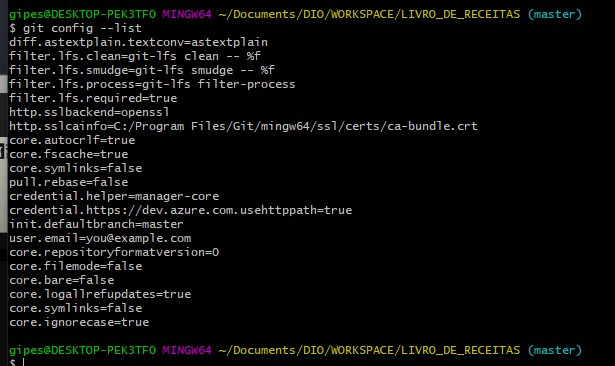 gipes@DESKTOP-PEK3TF0 MINGW64 ~/Documents/DIO/WORKSPACE/LIVRO_DE_RECEITAS (master)
$ git config --list
diff.astextplain.textconv=astextplain
filter.lfs.clean=git-lfs clean -- %f
filter.lfs.smudge=git-lfs smudge -- %f
filter.lfs.process=git-lfs filter-process
filter.lfs.required=true
http.sslbackend=openssl
http.sslcainfo=C:/Program Files/Git/mingw64/ssl/certs/ca-bundle.crt
core.autocrlf=true
core.fscache=true
core.symlinks=false
pull.rebase=false
credential.helper=manager-core
credential.https://dev.azure.com.usehttppath=true
init.defaultbranch=master
user.email=you@example.com
core.repositoryformatversion=0
core.filemode=false
core.bare=false
core.logallrefupdates=true
core.symlinks=false
core.ignorecase=true
gipes@DESKTOP-PEK3TF0 MINGW64 ~/Documents/DIO/WORKSPACE/LIVRO_DE_RECEITAS (master)
$